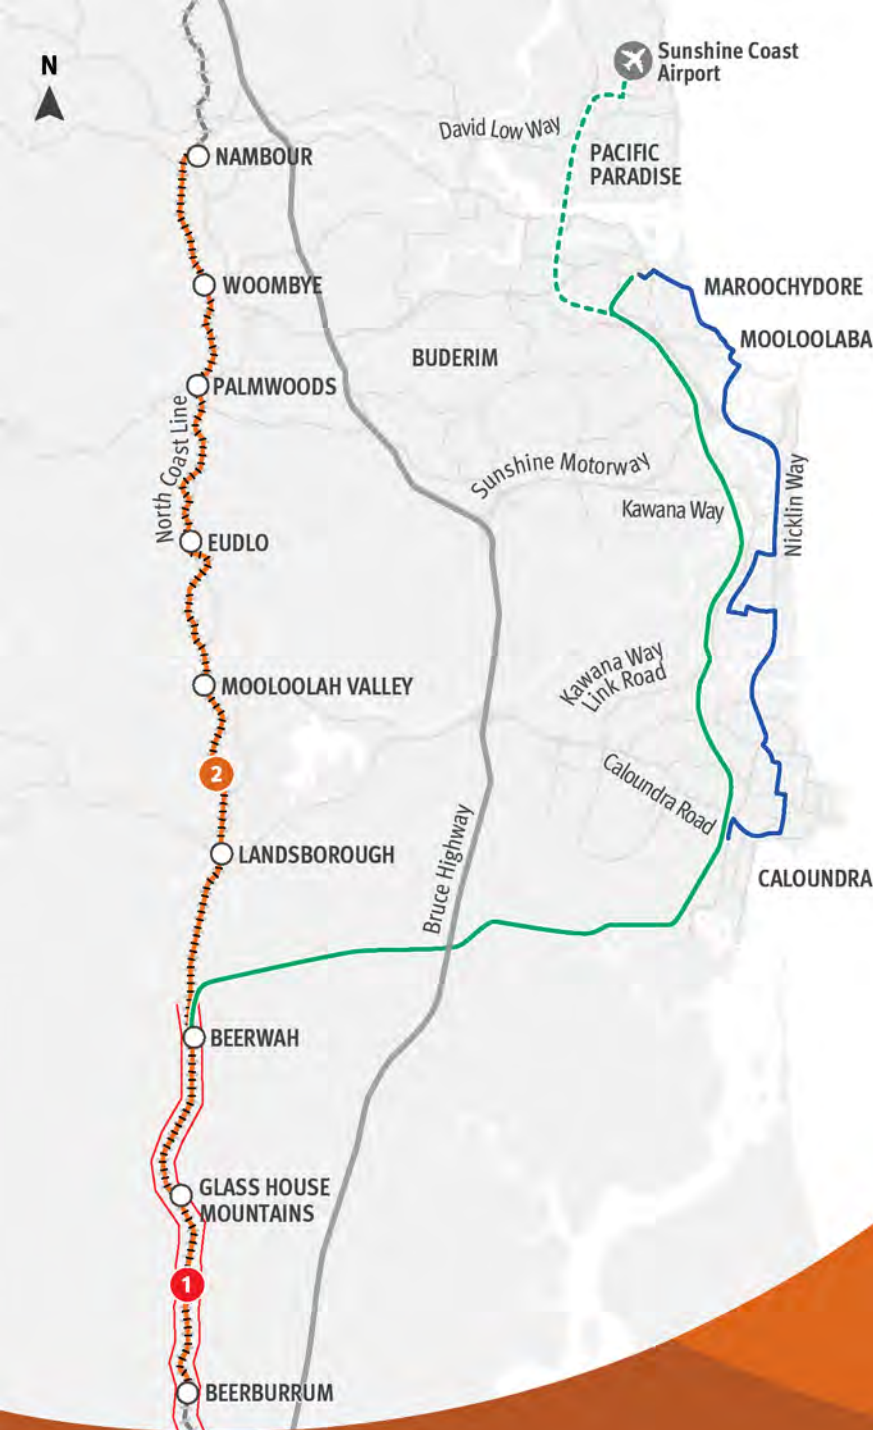 N
Sunshine Coast
Airport
David Low Way
PACIFIC
PARADISE
NAMBOUR
WOOMBYE
MAROOCHYDORE
MOOLOOLABA
BUDERIM
PALMWOODS
North Coast Line
Sunshine Motorway
Kawana Way
Nicklin Way
EUDLO
Kawana Way
Link Road
MOOLOOLAH VALLEY
2
Caloundra Road
LANDSBOROUGH
Bruce Highway
CALOUNDRA
BEERWAH
GLASS HOUSE
MOUNTAINS
1
BEERBURRUM